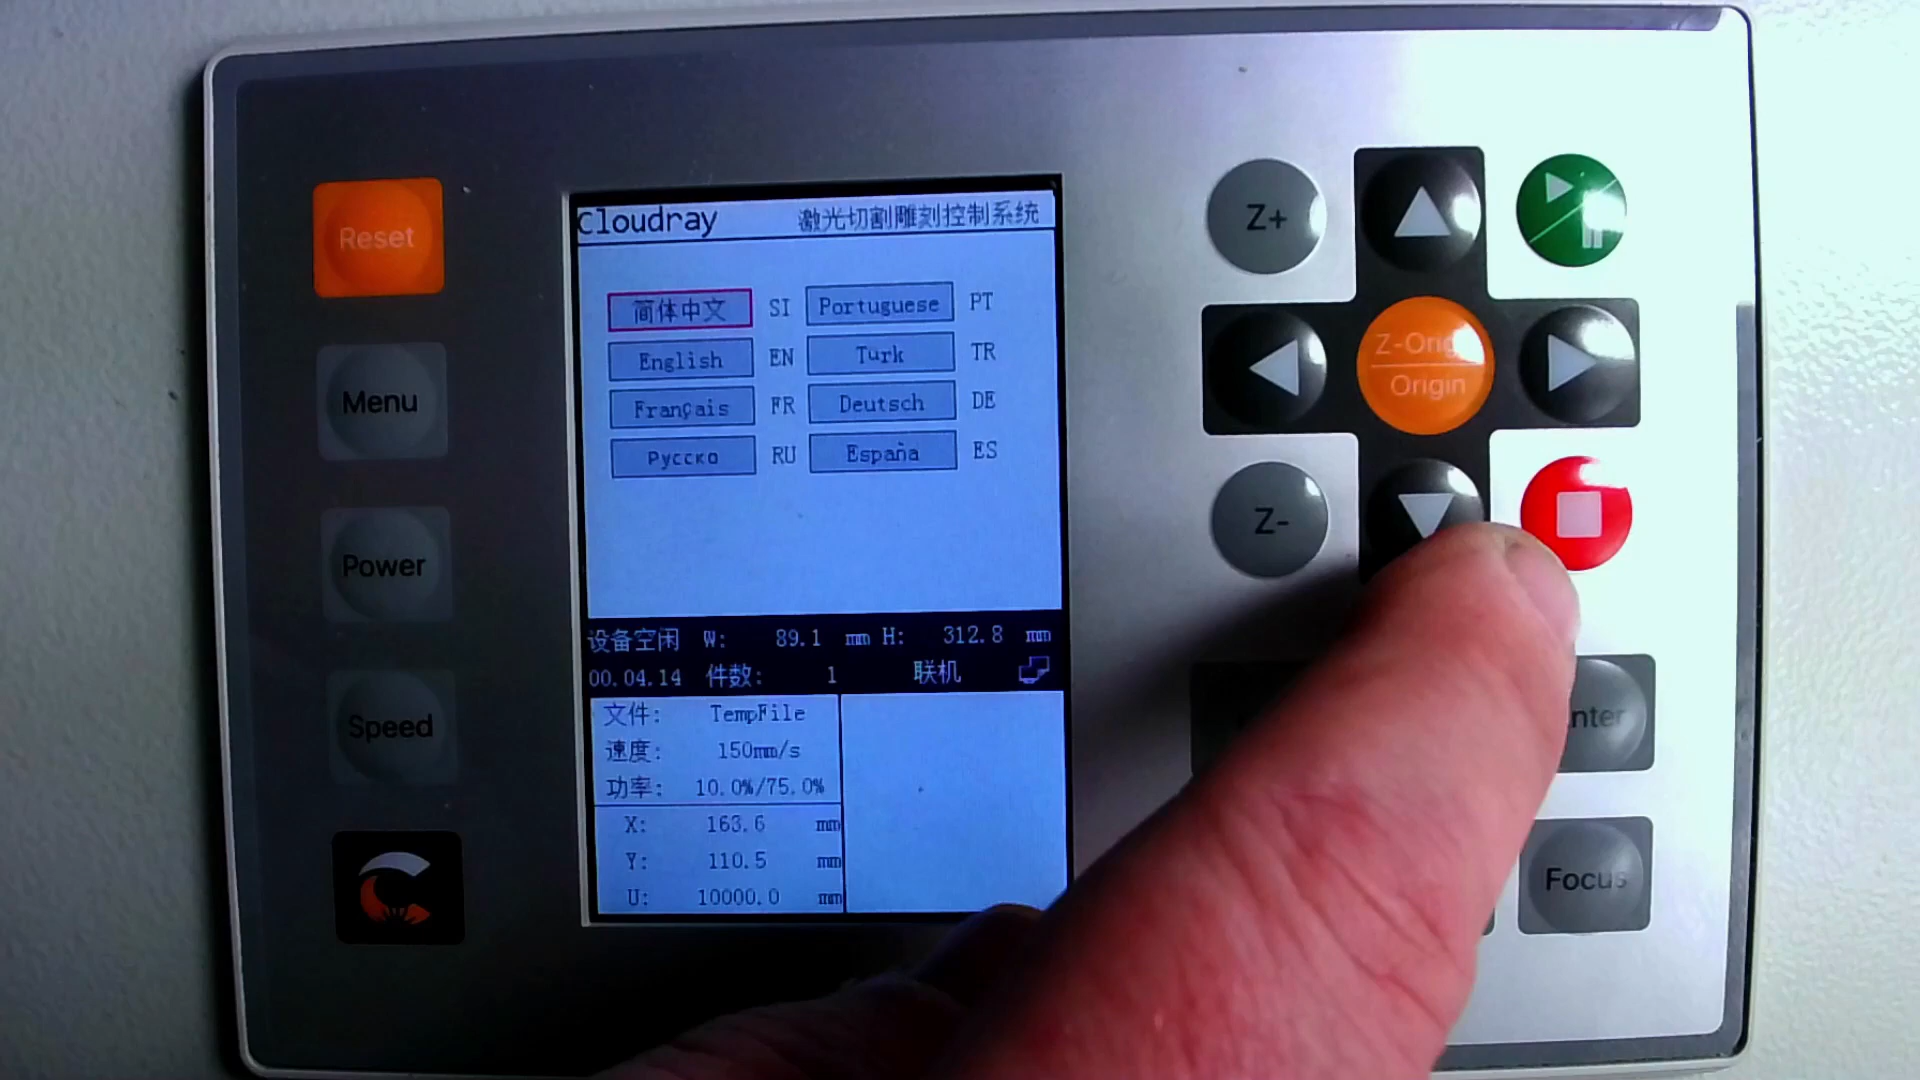 Reset
Menu
Power
Speed
Cloudray 激光切割雕刻控制系统
简体中文 SI Portuguese PT
English EN Turk TR
Français FR Deutsch DE
Русско RU España ES
设备空闲 W: 89.1 mm H: 312.8 mm
00.04.14 件数: 1 联机
文件: TempFile
速度: 150mm/s
功率: 10.0%/75.0%
X: 163.6 mm
Y: 110.5 mm
U: 10000.0 mm
Z+
Origin
Z-
Focus